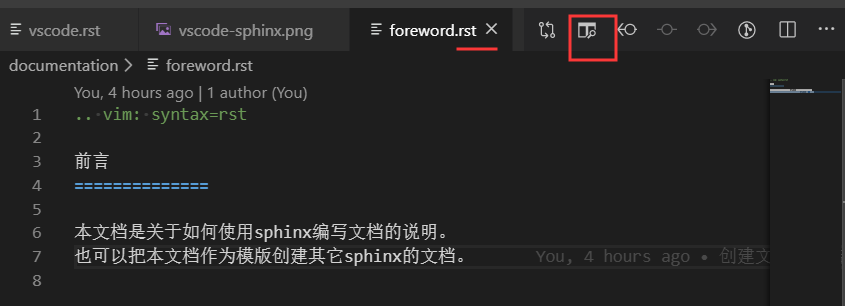 vscode.rst vscode-sphinx.png foreword.rst
documentation > foreword.rst
You, 4 hours ago | 1 author (You)
1 .. vim: syntax=rst
2
3 前言
4 ==============
5
6 本文档是关于如何使用sphinx编写文档的说明。
7 也可以把本文档作为模版创建其它sphinx的文档。 You, 4 hours ago • 创建文
8